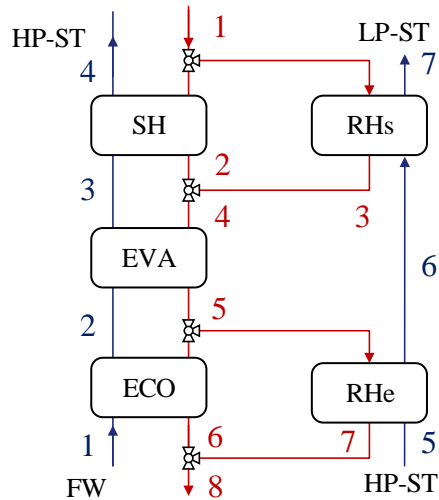 HP-ST 1 LP-ST
4 7
SH RHs
2
3 4 3
EVA 6
5
2
ECO RHe
1 6 7 5
FW 8 HP-ST